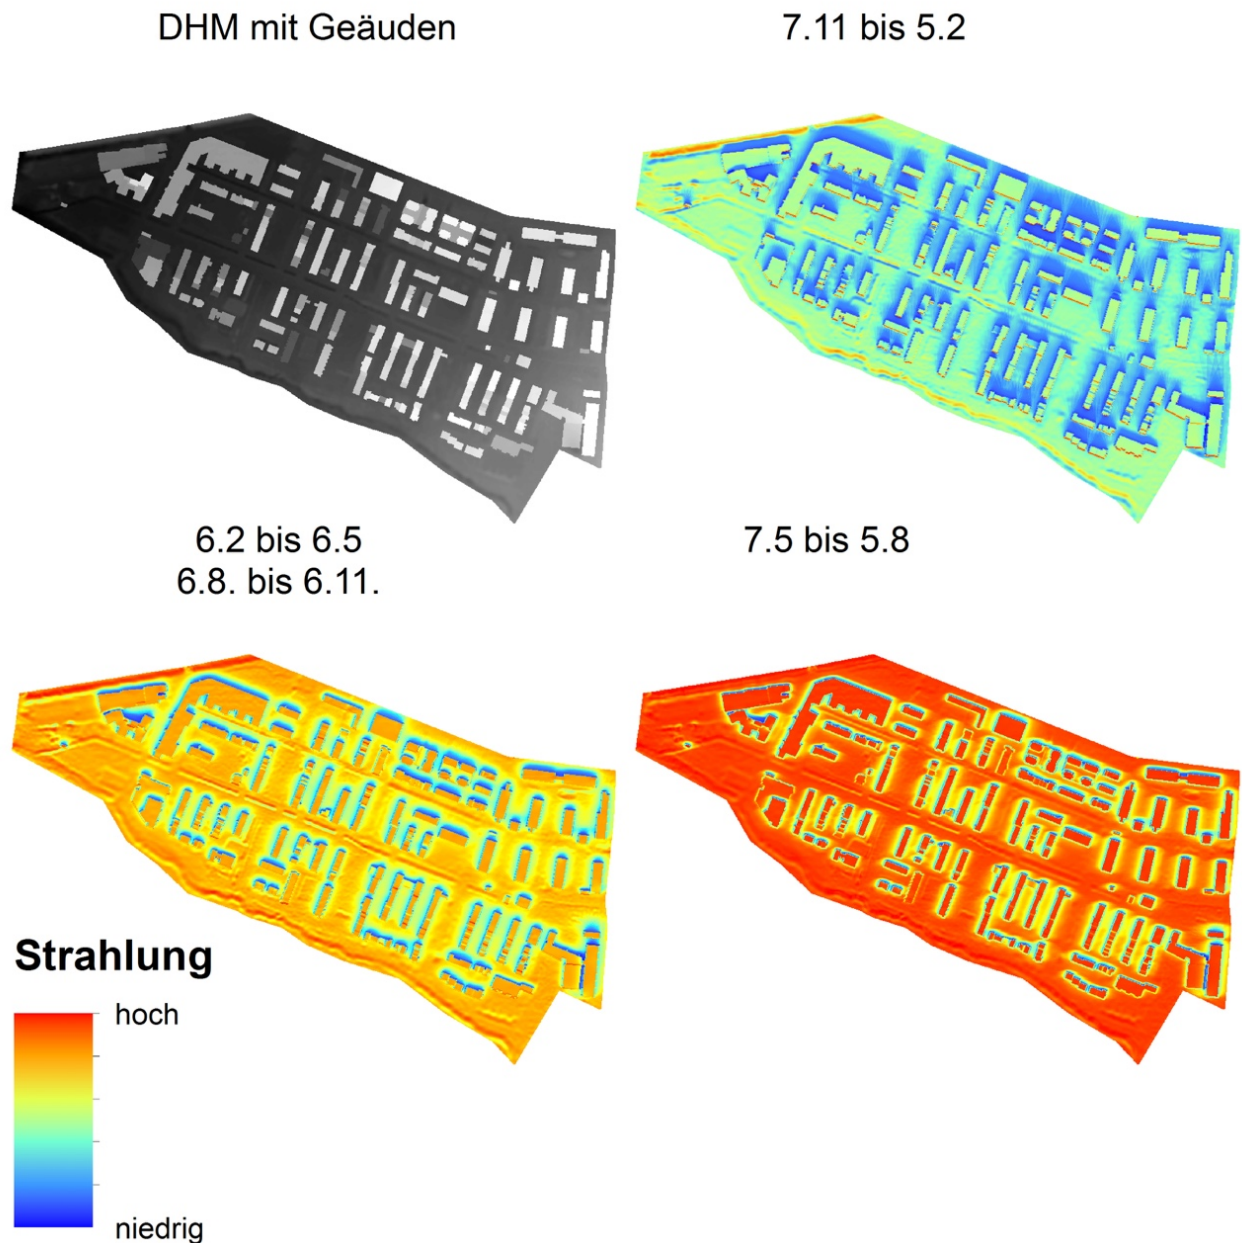 DHM mit Geäuden
7.11 bis 5.2
6.2 bis 6.5
6.8. bis 6.11.
7.5 bis 5.8
Strahlung
hoch
niedrig